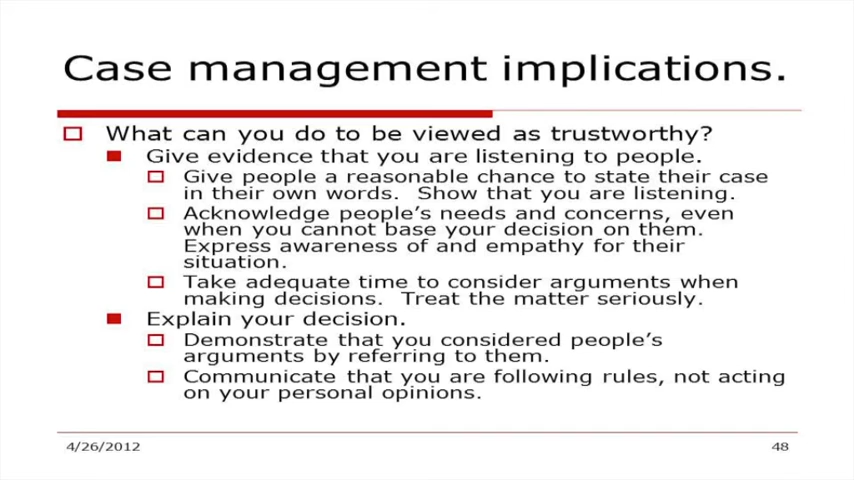 Case management implications.
What can you do to be viewed as trustworthy?
Give evidence that you are listening to people.
Give people a reasonable chance to state their case
in their own words.  Show that you are listening.
Acknowledge people's needs and concerns, even
when you cannot base your decision on them.
Express awareness of and empathy for their
situation.
Take adequate time to consider arguments when
making decisions.  Treat the matter seriously.
Explain your decision.
Demonstrate that you considered people's
arguments by referring to them.
Communicate that you are following rules, not acting
on your personal opinions.
4/26/2012
48